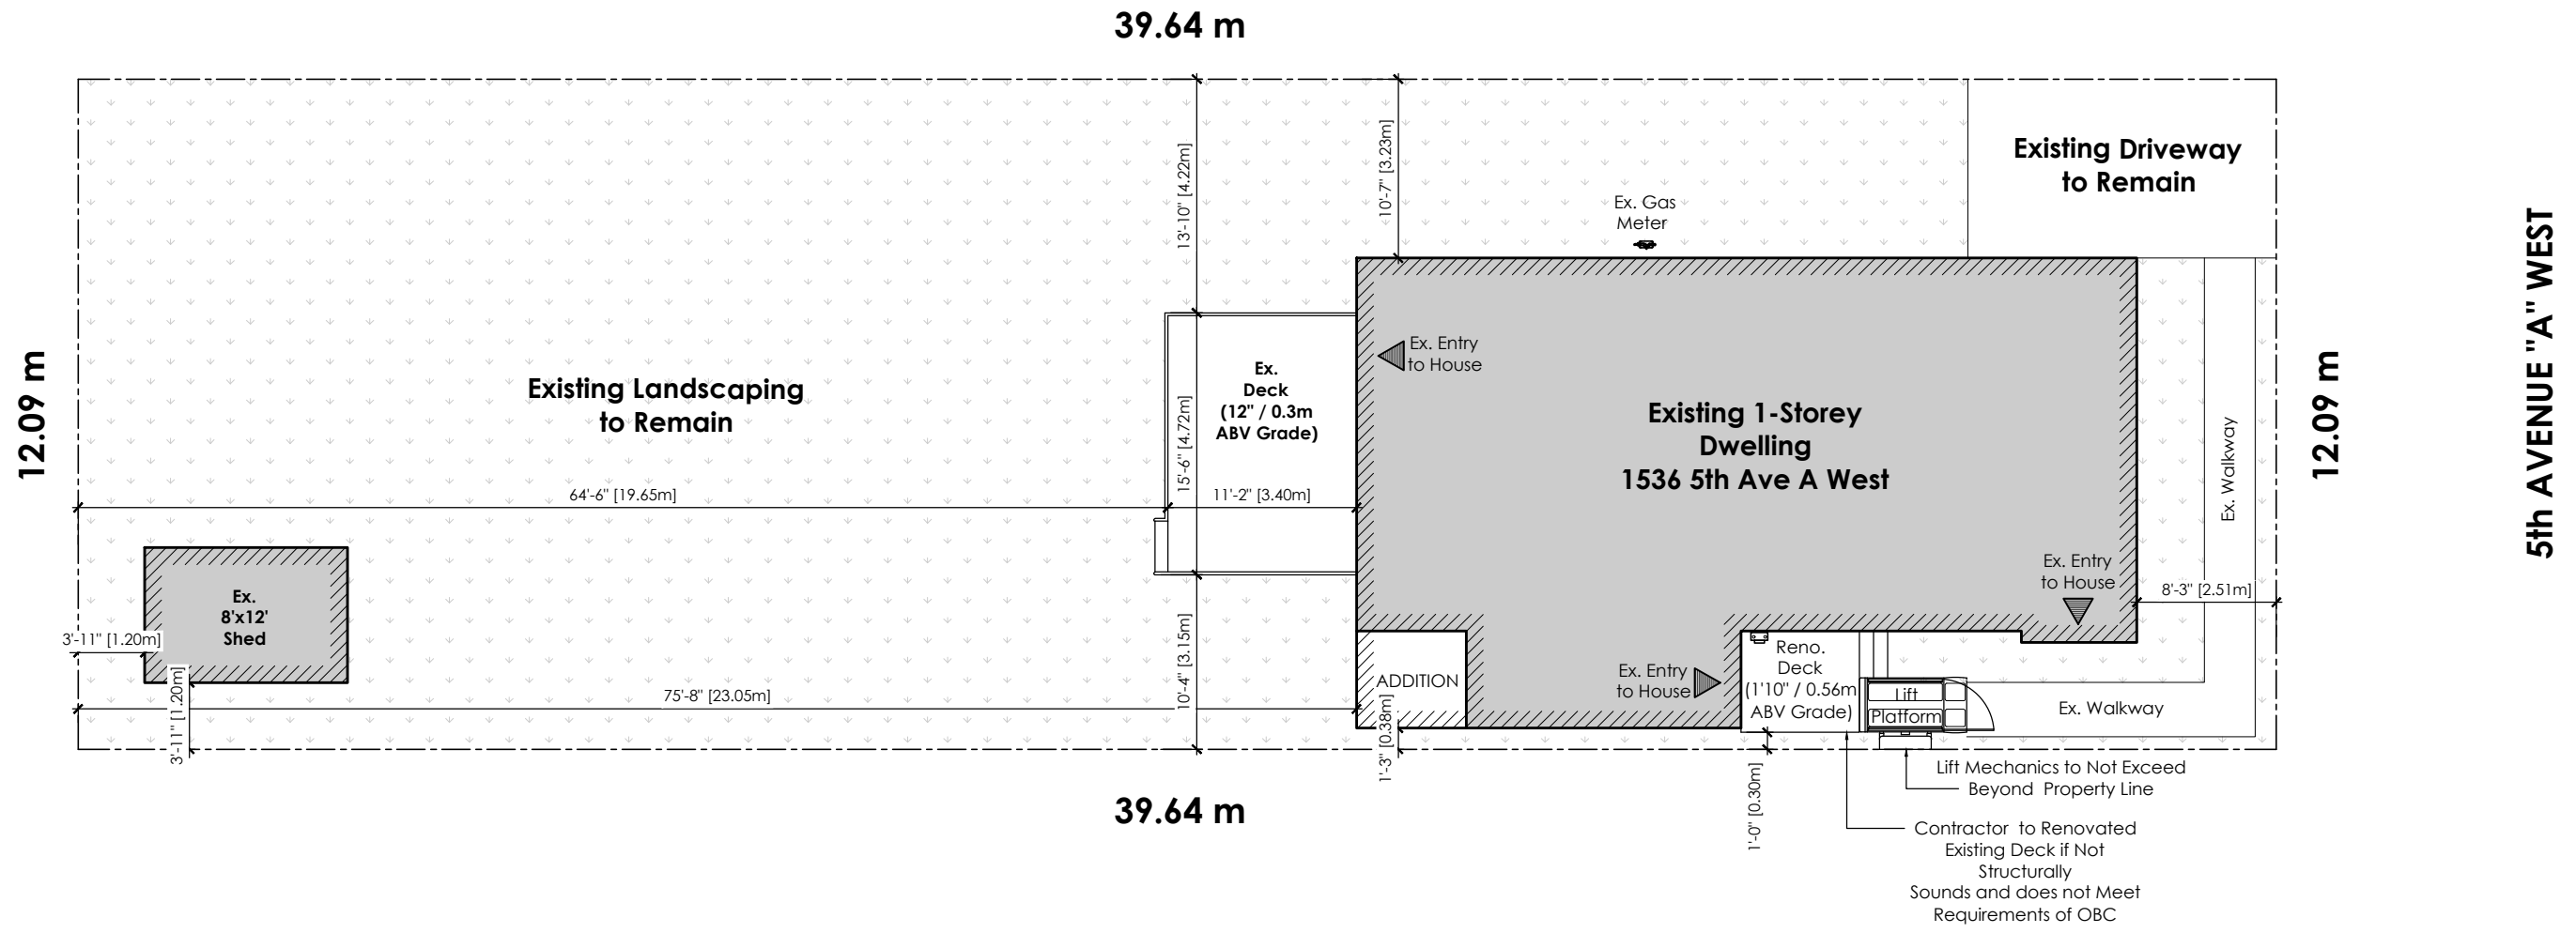 39.64 m
Existing Driveway
to Remain
10'-7" [3.23m]
13'-10" [4.22m]
Ex. Gas
Meter
5th AVENUE "A" WEST
Ex. Entry
to House
12.09 m
Existing Landscaping
to Remain
Ex.
Deck
(12" / 0.3m
ABV Grade)
15'-6" [4.72m]
Existing 1-Storey
Dwelling
1536 5th Ave A West
Ex. Walkway
12.09 m
64'-6" [19.65m]
11'-2" [3.40m]
Ex. Entry
to House
8'-3" [2.51m]
Ex.
8'x12'
Shed
3'-11" [1.20m]
3'-11" [1.20m]
75'-8" [23.05m]
10'-4" [3.15m]
ADDITION
1'-3" [0.38m]
Ex. Entry
to House
Reno.
Deck
(1'10" / 0.56m
ABV Grade)
Lift
Platform
Ex. Walkway
1'-0" [0.30m]
39.64 m
Lift Mechanics to Not Exceed
Beyond Property Line
Contractor to Renovated
Existing Deck if Not
Structurally
Sounds and does not Meet
Requirements of OBC